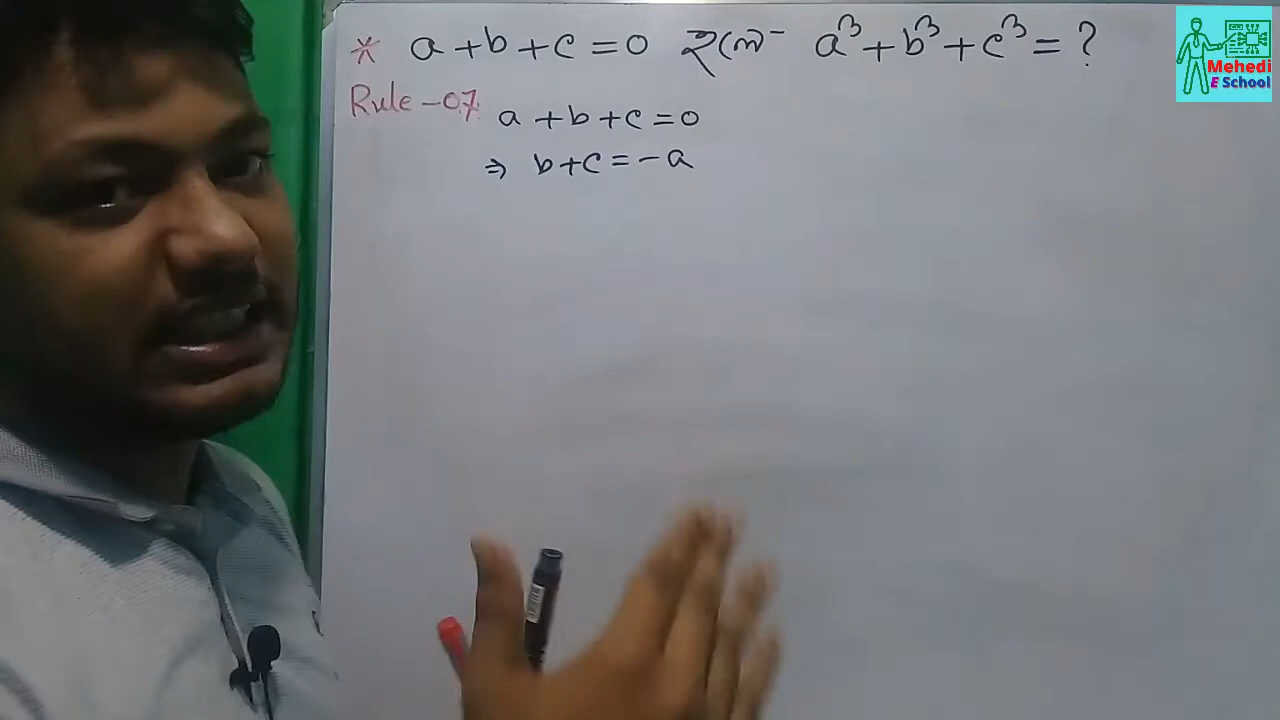 * a + b + c = 0 হলে- a³ + b³ + c³ = ?
Rule-07.
a + b + c = 0
⇒ b + c = - a
Mehedi
E School